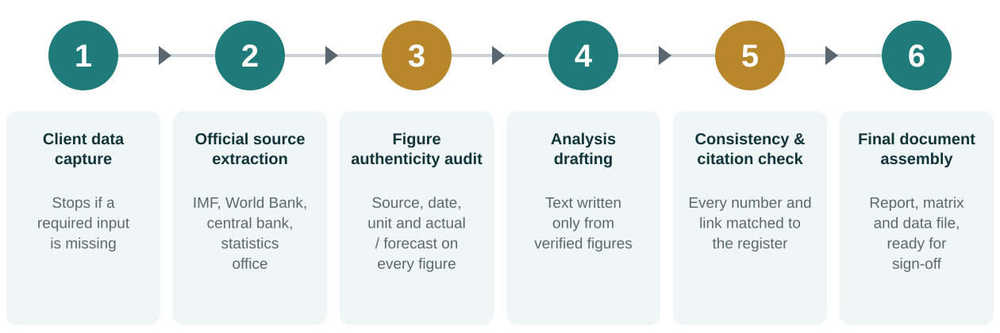 1
2
3
4
5
6
Client data
capture
Stops if a
required input
is missing
Official source
extraction
IMF, World Bank,
central bank,
statistics
office
Figure
authenticity audit
Source, date,
unit and actual
/ forecast on
every figure
Analysis
drafting
Text written
only from
verified figures
Consistency &
citation check
Every number and
link matched to
the register
Final document
assembly
Report, matrix
and data file,
ready for
sign-off